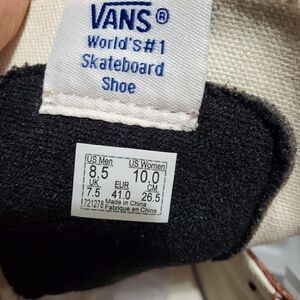 VANS®
World's #1
Skateboard
Shoe
US Men US Women
8.5 10.0
UK EUR CM
7.5 41.0 26.5
721278 Made in China
Fabriqué en Chine